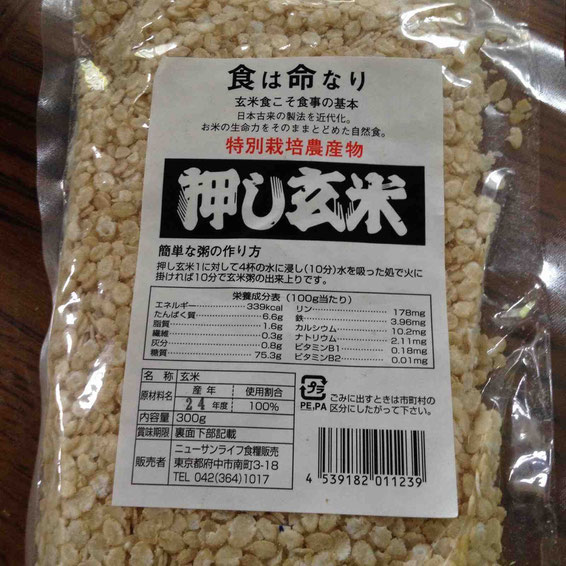 食は命なり
玄米食こそ食事の基本
日本古来の製法を近代化。
お米の生命力をそのままとどめた自然食。
特別栽培農産物
押し玄米
簡単な粥の作り方
押し玄米1に対して4杯の水に浸し(10分)水を吸った処で火に
掛ければ10分で玄米粥の出来上りです。
栄養成分表(100g当たり)
エネルギー 339kcal
たんぱく質 6.6g
脂質 1.6g
繊維 0.3g
灰分 0.8g
糖質 75.3g
リン 178mg
鉄 3.96mg
カルシウム 10.2mg
ナトリウム 2.11mg
ビタミンB1 0.18mg
ビタミンB2 0.01mg
名称 玄米
原材料名 産年 使用割合
24年度 100%
内容量 300g
賞味期限 裏面下部記載
販売者 ニューサンライフ食糧販売
東京都府中市南町3-18
TEL 042(364)1017
プラ
PE,PA
ごみに出すときは市町村の
区分にしたがって下さい。
4 539182 011239